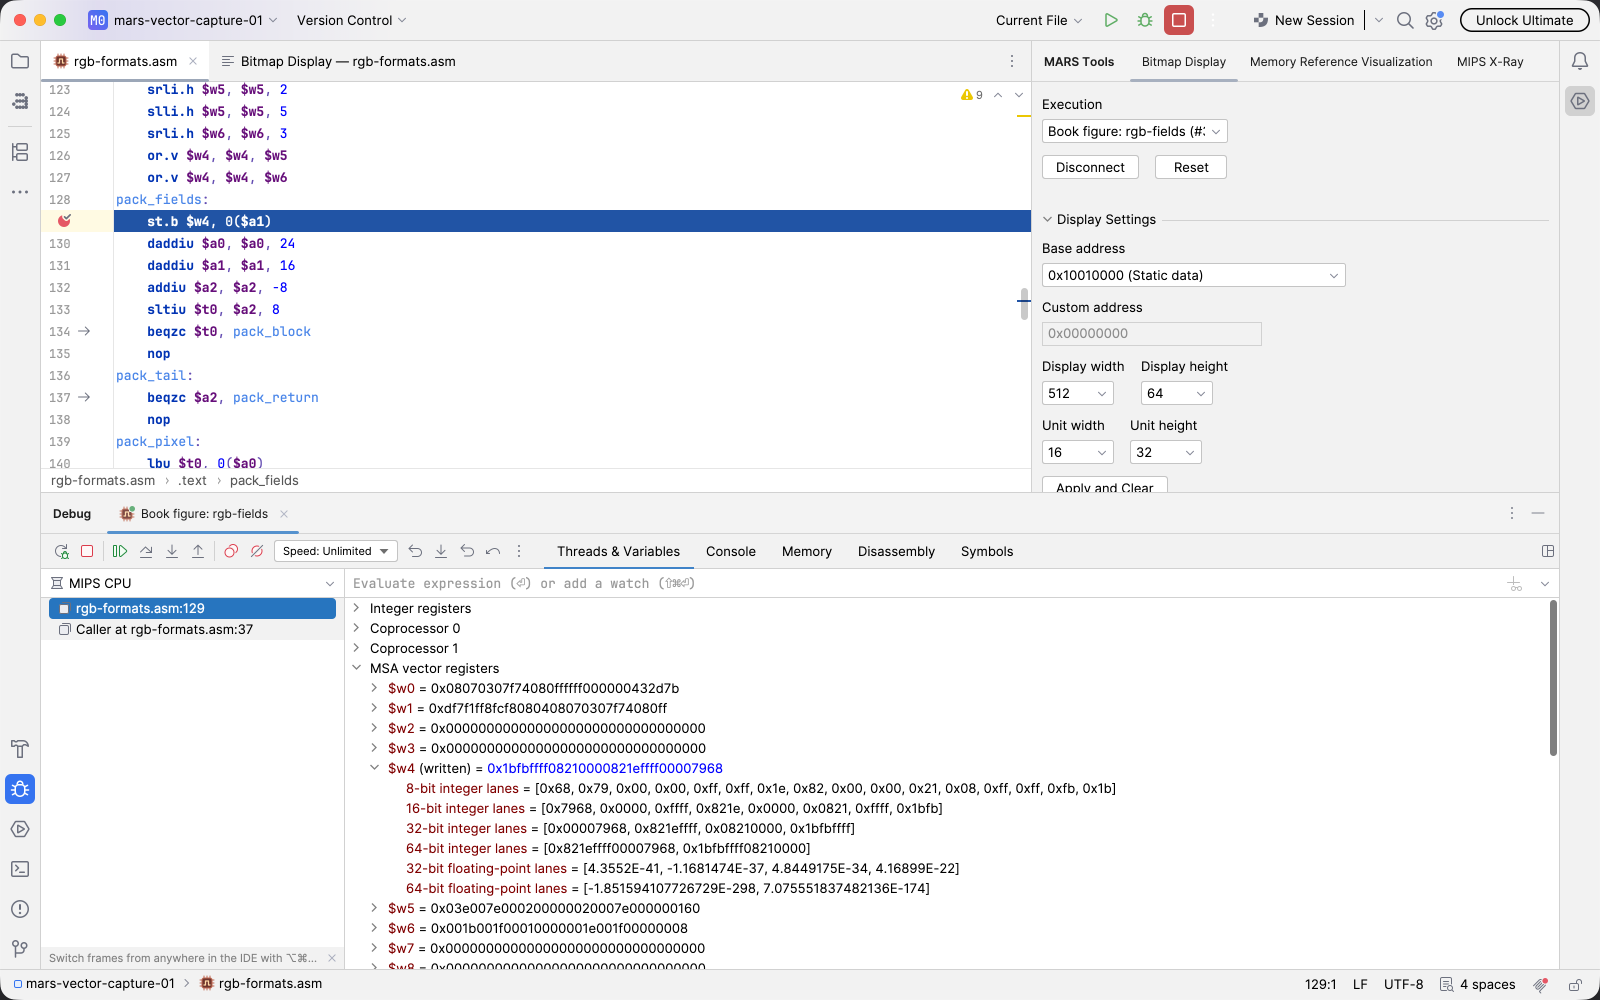 M0 mars-vector-capture-01 Version Control Current File New Session Unlock Ultimate
rgb-formats.asm Bitmap Display — rgb-formats.asm
MARS Tools Bitmap Display Memory Reference Visualization MIPS X-Ray
123 srli.h $w5, $w5, 2
9
124 slli.h $w5, $w5, 5
125 srli.h $w6, $w6, 3
126 or.v $w4, $w4, $w5
127 or.v $w4, $w4, $w6
128 pack_fields:
st.b $w4, 0($a1)
130 daddiu $a0, $a0, 24
131 daddiu $a1, $a1, 16
132 addiu $a2, $a2, -8
133 sltiu $t0, $a2, 8
134 beqzc $t0, pack_block
135 nop
136 pack_tail:
137 beqzc $a2, pack_return
138 nop
139 pack_pixel:
140 lbu $t0, 0($a0)
rgb-formats.asm › .text › pack_fields
Execution
Book figure: rgb-fields (#:
Disconnect Reset
Display Settings
Base address
0x10010000 (Static data)
Custom address
0x00000000
Display width Display height
512 64
Unit width Unit height
16 32
Apply and Clear
Debug Book figure: rgb-fields
Speed: Unlimited Threads & Variables Console Memory Disassembly Symbols
MIPS CPU
rgb-formats.asm:129
Caller at rgb-formats.asm:37
Switch frames from anywhere in the IDE with ⌥⌘...
Evaluate expression (⏎) or add a watch (⇧⌘⏎)
Integer registers
Coprocessor 0
Coprocessor 1
MSA vector registers
$w0 = 0x08070307f74080ffffff000000432d7b
$w1 = 0xdf7f1ff8fcf8080408070307f74080ff
$w2 = 0x00000000000000000000000000000000
$w3 = 0x00000000000000000000000000000000
$w4 (written) = 0x1bfbffff08210000821effff00007968
8-bit integer lanes = [0x68, 0x79, 0x00, 0x00, 0xff, 0xff, 0x1e, 0x82, 0x00, 0x00, 0x21, 0x08, 0xff, 0xff, 0xfb, 0x1b]
16-bit integer lanes = [0x7968, 0x0000, 0xffff, 0x821e, 0x0000, 0x0821, 0xffff, 0x1bfb]
32-bit integer lanes = [0x00007968, 0x821effff, 0x08210000, 0x1bfbffff]
64-bit integer lanes = [0x821effff00007968, 0x1bfbffff08210000]
32-bit floating-point lanes = [4.3552E-41, -1.1681474E-37, 4.8449175E-34, 4.16899E-22]
64-bit floating-point lanes = [-1.851594107726729E-298, 7.075551837482136E-174]
$w5 = 0x03e007e000200000020007e000000160
$w6 = 0x001b001f00010000001e001f00000008
$w7 = 0x00000000000000000000000000000000
$w8 = 0x00000000000000000000000000000000
mars-vector-capture-01 › rgb-formats.asm
129:1 LF UTF-8 4 spaces